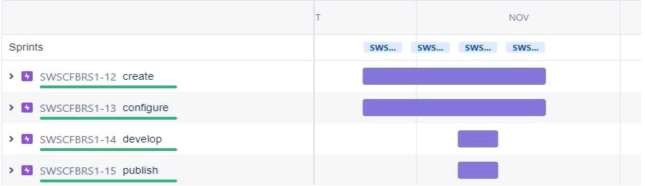 T NOV
Sprints SWS... SWS... SWS... SWS...
SWSCFBRS1-12 create
SWSCFBRS1-13 configure
SWSCFBRS1-14 develop
SWSCFBRS1-15 publish